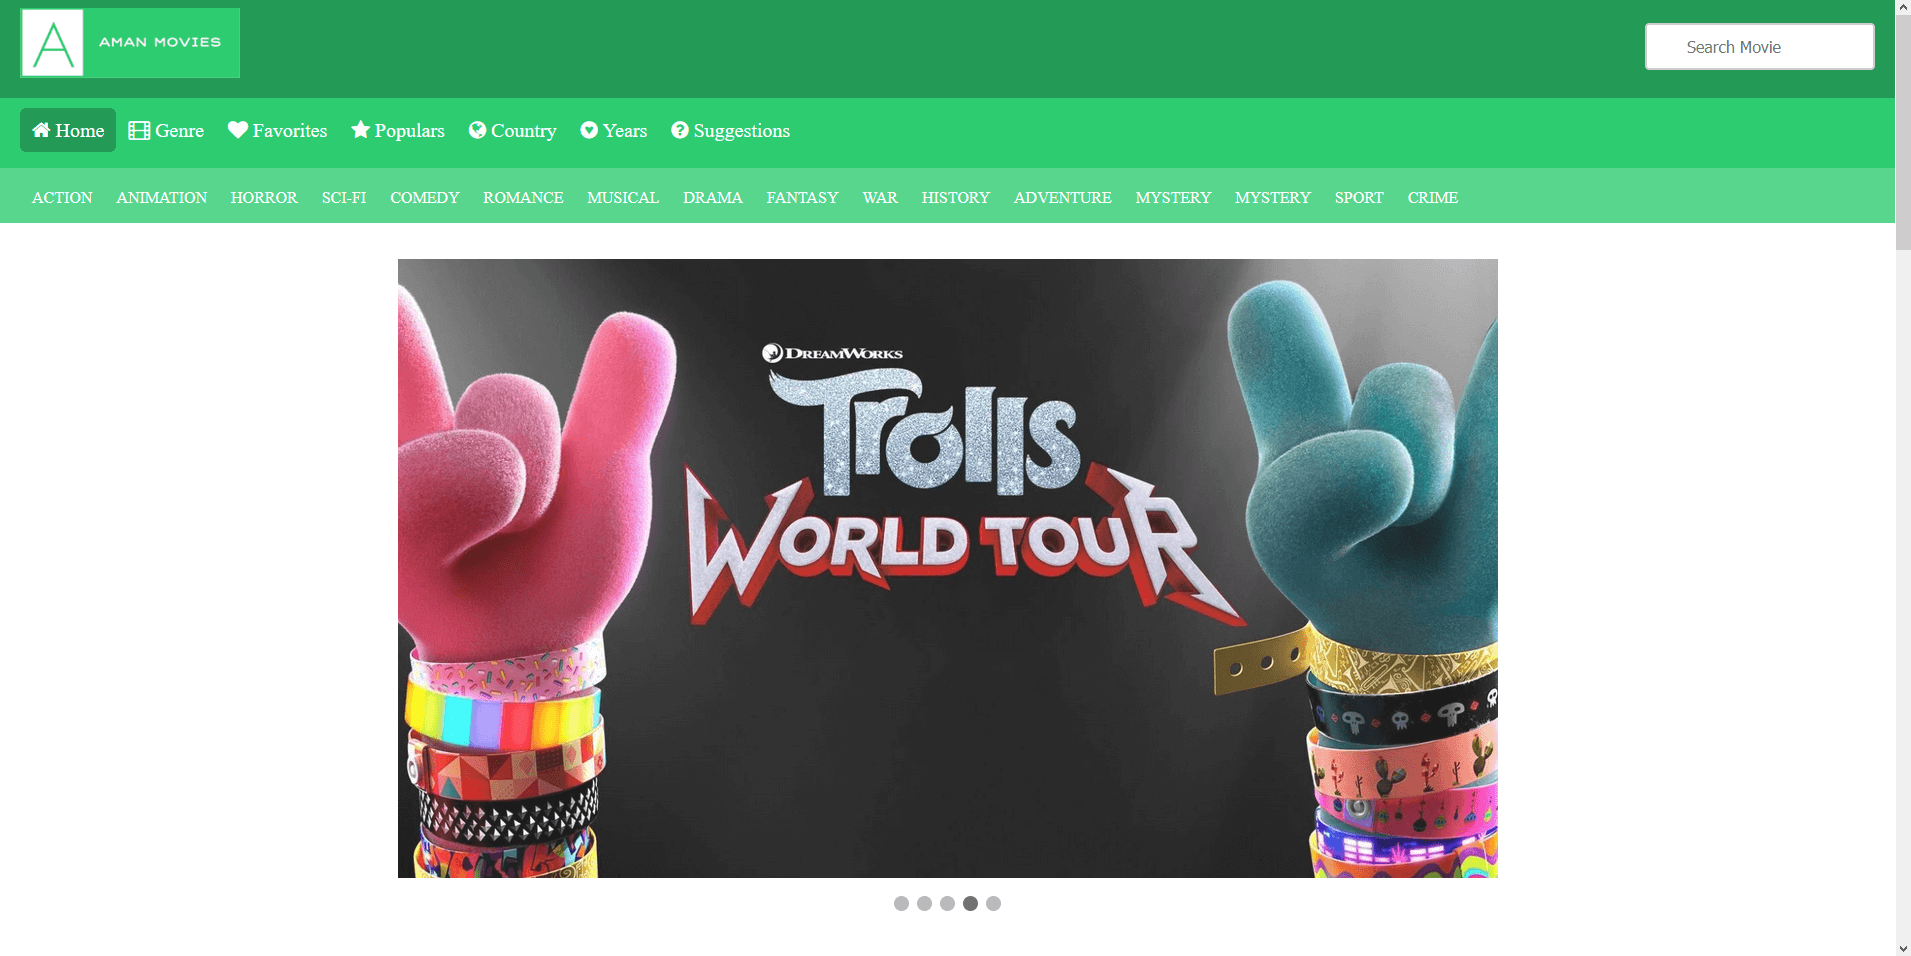 A AMAN MOVIES
Search Movie
Home Genre Favorites Populars Country Years Suggestions
ACTION ANIMATION HORROR SCI-FI COMEDY ROMANCE MUSICAL DRAMA FANTASY WAR HISTORY ADVENTURE MYSTERY MYSTERY SPORT CRIME
DREAMWORKS
Trolls
WORLD TOUR